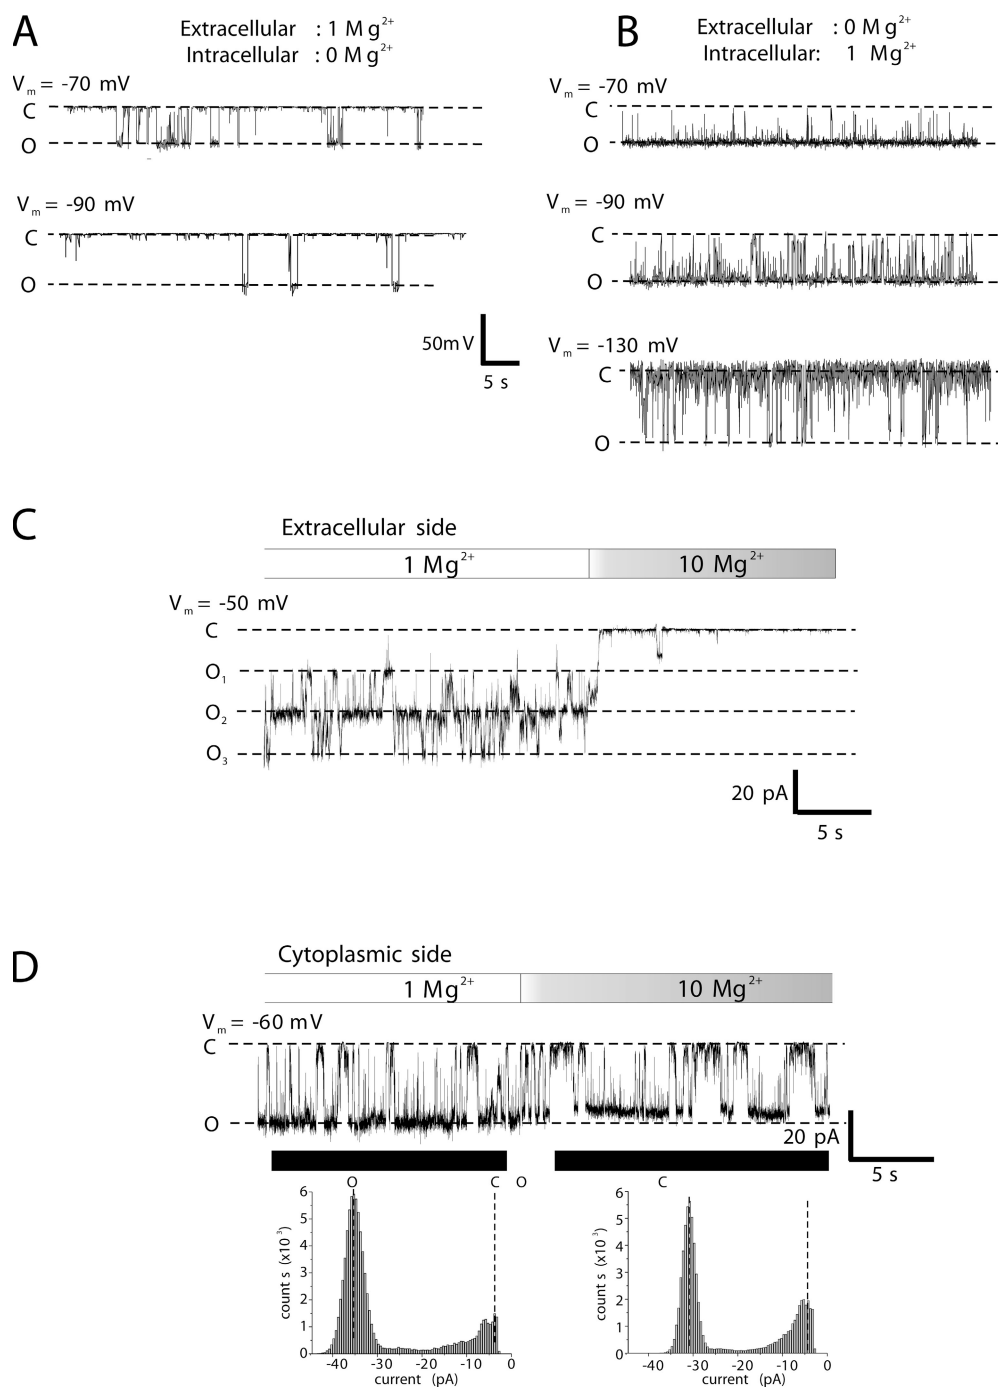 A
Extracellular : 1 Mg²⁺
Intracellular : 0 Mg²⁺
Vm = -70 mV
C
O
Vm = -90 mV
C
O
50mV
5 s
B
Extracellular : 0 Mg²⁺
Intracellular: 1 Mg²⁺
Vm = -70 mV
C
O
Vm = -90 mV
C
O
Vm = -130 mV
C
O
C
Extracellular side
1 Mg²⁺ 10 Mg²⁺
Vm = -50 mV
C
O₁
O₂
O₃
20 pA
5 s
D
Cytoplasmic side
1 Mg²⁺ 10 Mg²⁺
Vm = -60 mV
C
O
20 pA
5 s
O C O C
6
5
4
3
2
1
0
count s (x10³)
-40 -30 -20 -10 0
current (pA)
6
5
4
3
2
1
0
count s (x10³)
-40 -30 -20 -10 0
current (pA)